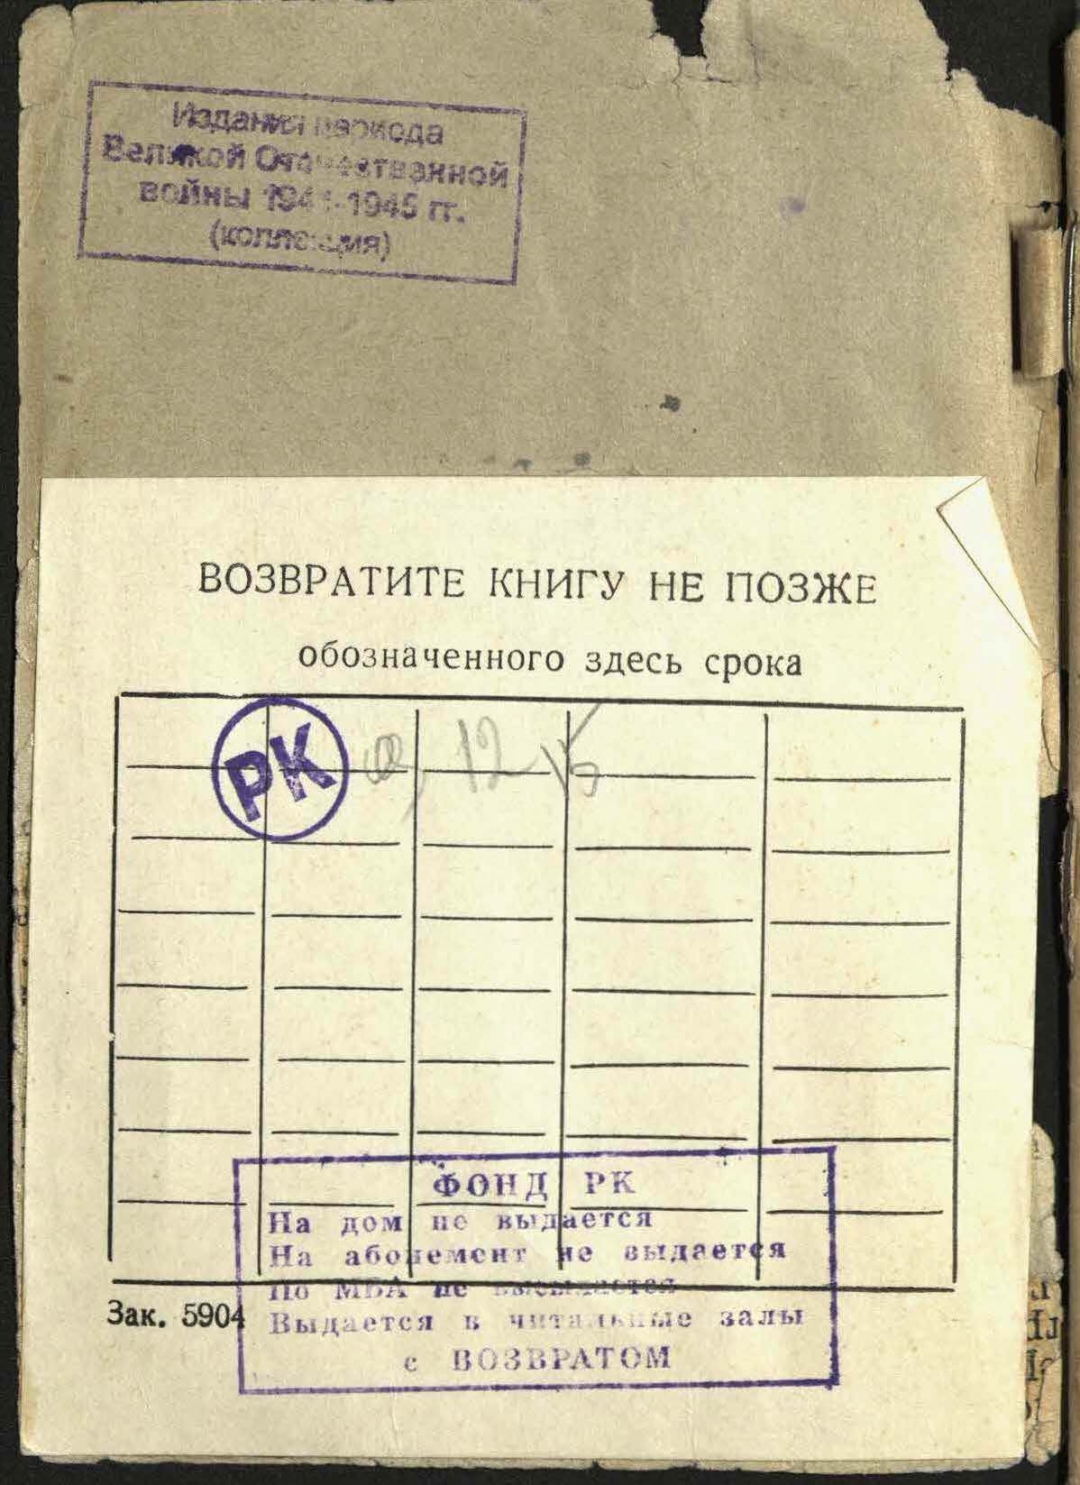 Издания периода
Великой Отечественной
войны 1941-1945 гг.
(коллекция)
ВОЗВРАТИТЕ КНИГУ НЕ ПОЗЖЕ
обозначенного здесь срока
РК
12
ФОНД РК
На дом не выдается
На абонемент не выдается
По МБА не высылается
Зак. 5904
Выдается в читальные залы
с ВОЗВРАТОМ